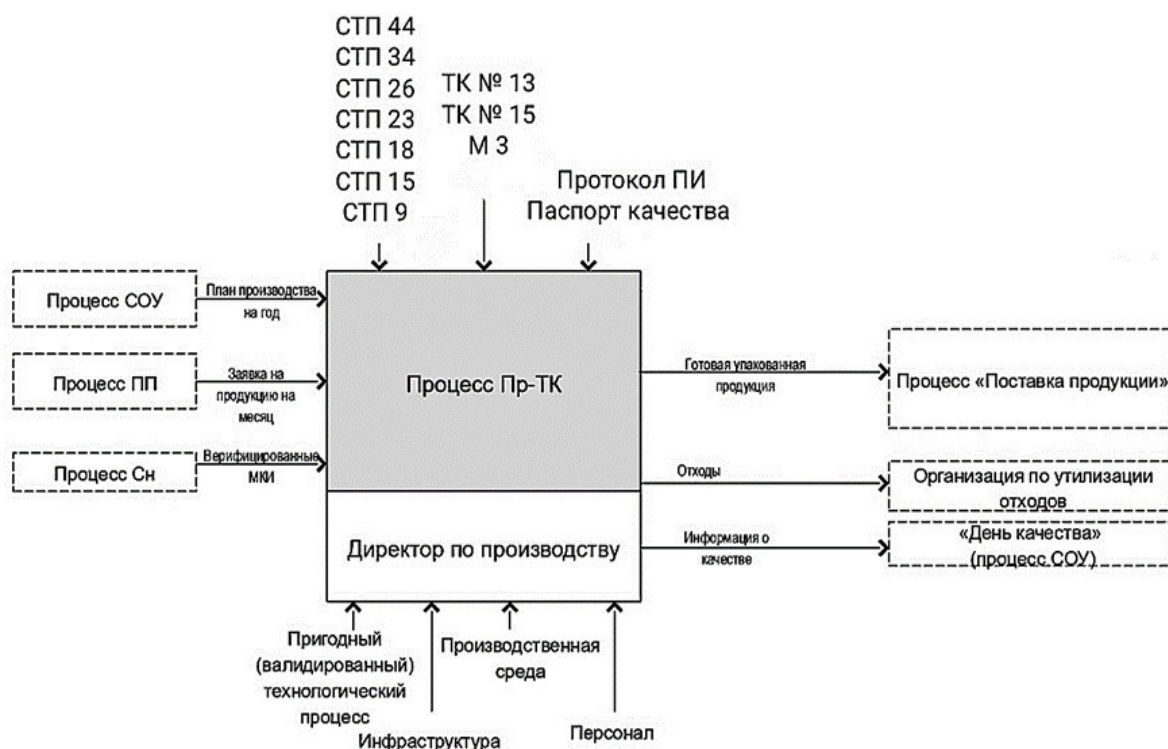 СТП 44
СТП 34
СТП 26
СТП 23
СТП 18
СТП 15
СТП 9
ТК № 13
ТК № 15
М 3
Протокол ПИ
Паспорт качества
Процесс СОУ
План производства
на год
Процесс ПП
Заявка на
продукцию на
месяц
Процесс Сн
Верифицированные
МКИ
Процесс Пр-ТК
Директор по производству
Готовая упакованная
продукция
Процесс «Поставка продукции»
Отходы
Организация по утилизации
отходов
Информация о
качестве
«День качества»
(процесс СОУ)
Пригодный
(валидированный)
технологический
процесс
Инфраструктура
Производственная
среда
Персонал